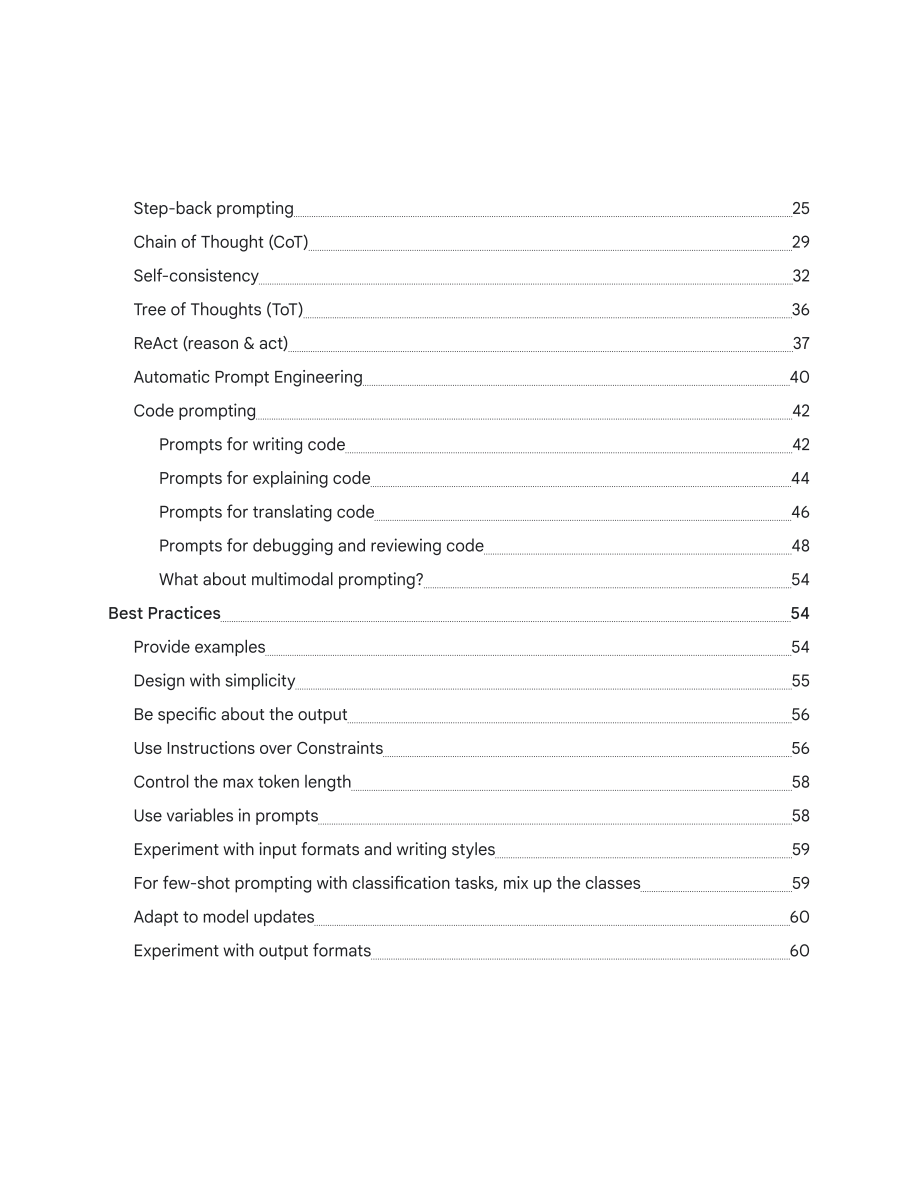 Step-back prompting 25
Chain of Thought (CoT) 29
Self-consistency 32
Tree of Thoughts (ToT) 36
ReAct (reason & act) 37
Automatic Prompt Engineering 40
Code prompting 42
Prompts for writing code 42
Prompts for explaining code 44
Prompts for translating code 46
Prompts for debugging and reviewing code 48
What about multimodal prompting? 54
Best Practices 54
Provide examples 54
Design with simplicity 55
Be specific about the output 56
Use Instructions over Constraints 56
Control the max token length 58
Use variables in prompts 58
Experiment with input formats and writing styles 59
For few-shot prompting with classification tasks, mix up the classes 59
Adapt to model updates 60
Experiment with output formats 60